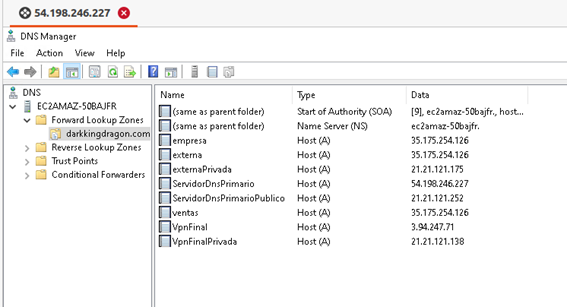 54.198.246.227
DNS Manager
File Action View Help
DNS
EC2AMAZ-50BAJFR
Forward Lookup Zones
darkkingdragon.com
Reverse Lookup Zones
Trust Points
Conditional Forwarders
Name Type Data
(same as parent folder) Start of Authority (SOA) [9], ec2amaz-50bajfr., host...
(same as parent folder) Name Server (NS) ec2amaz-50bajfr.
empresa Host (A) 35.175.254.126
externa Host (A) 35.175.254.126
externaPrivada Host (A) 21.21.121.175
ServidorDnsPrimario Host (A) 54.198.246.227
ServidorDnsPrimarioPublico Host (A) 21.21.121.252
ventas Host (A) 35.175.254.126
VpnFinal Host (A) 3.94.247.71
VpnFinalPrivada Host (A) 21.21.121.138